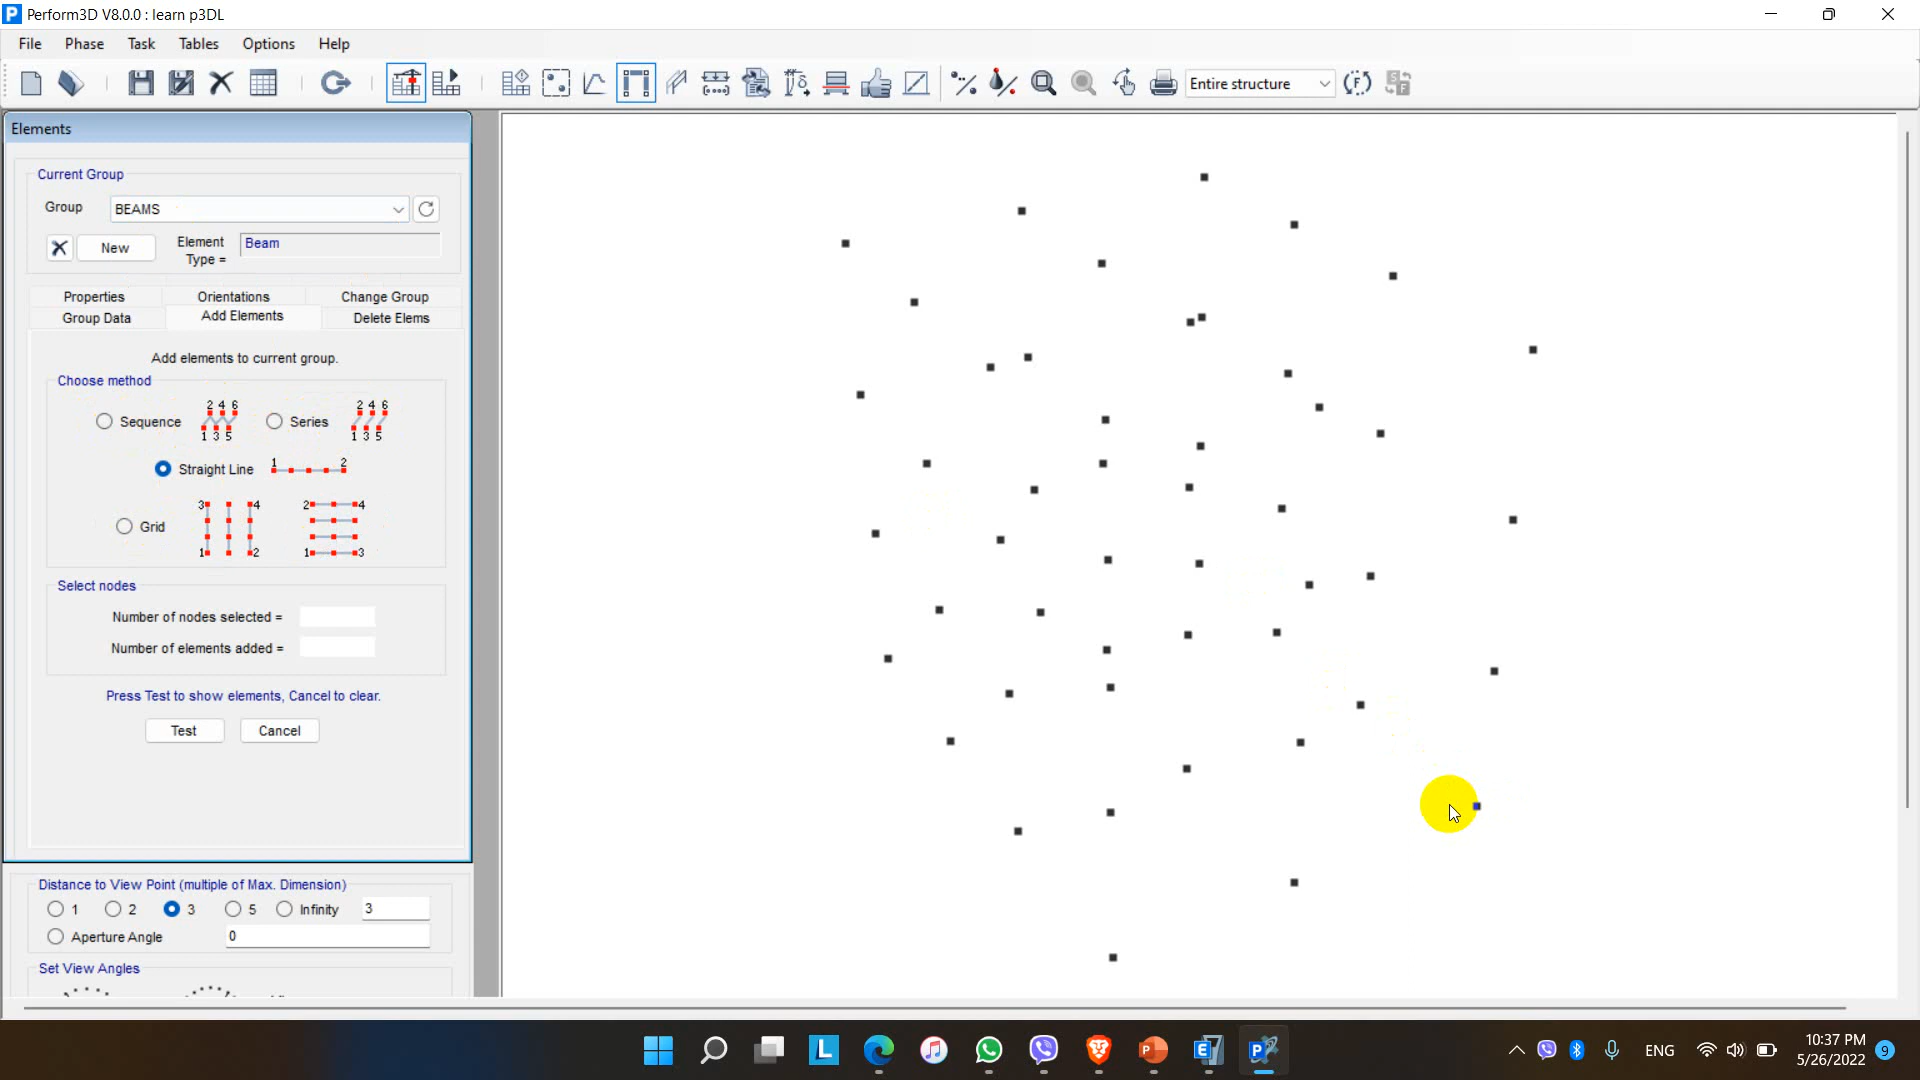 Perform3D V8.0.0 : learn p3DL
File Phase Task Tables Options Help
Entire structure
Elements
Current Group
Group BEAMS
New Element Type = Beam
Properties Orientations Change Group
Group Data Add Elements Delete Elems
Add elements to current group.
Choose method
2 4 6 2 4 6
Sequence Series
1 3 5 1 3 5
Straight Line 1 2
3 4 2 4
Grid
1 2 1 3
Select nodes
Number of nodes selected =
Number of elements added =
Press Test to show elements, Cancel to clear.
Test Cancel
Distance to View Point (multiple of Max. Dimension)
1 2 3 5 Infinity 3
Aperture Angle 0
Set View Angles
ENG 10:37 PM
5/26/2022 9